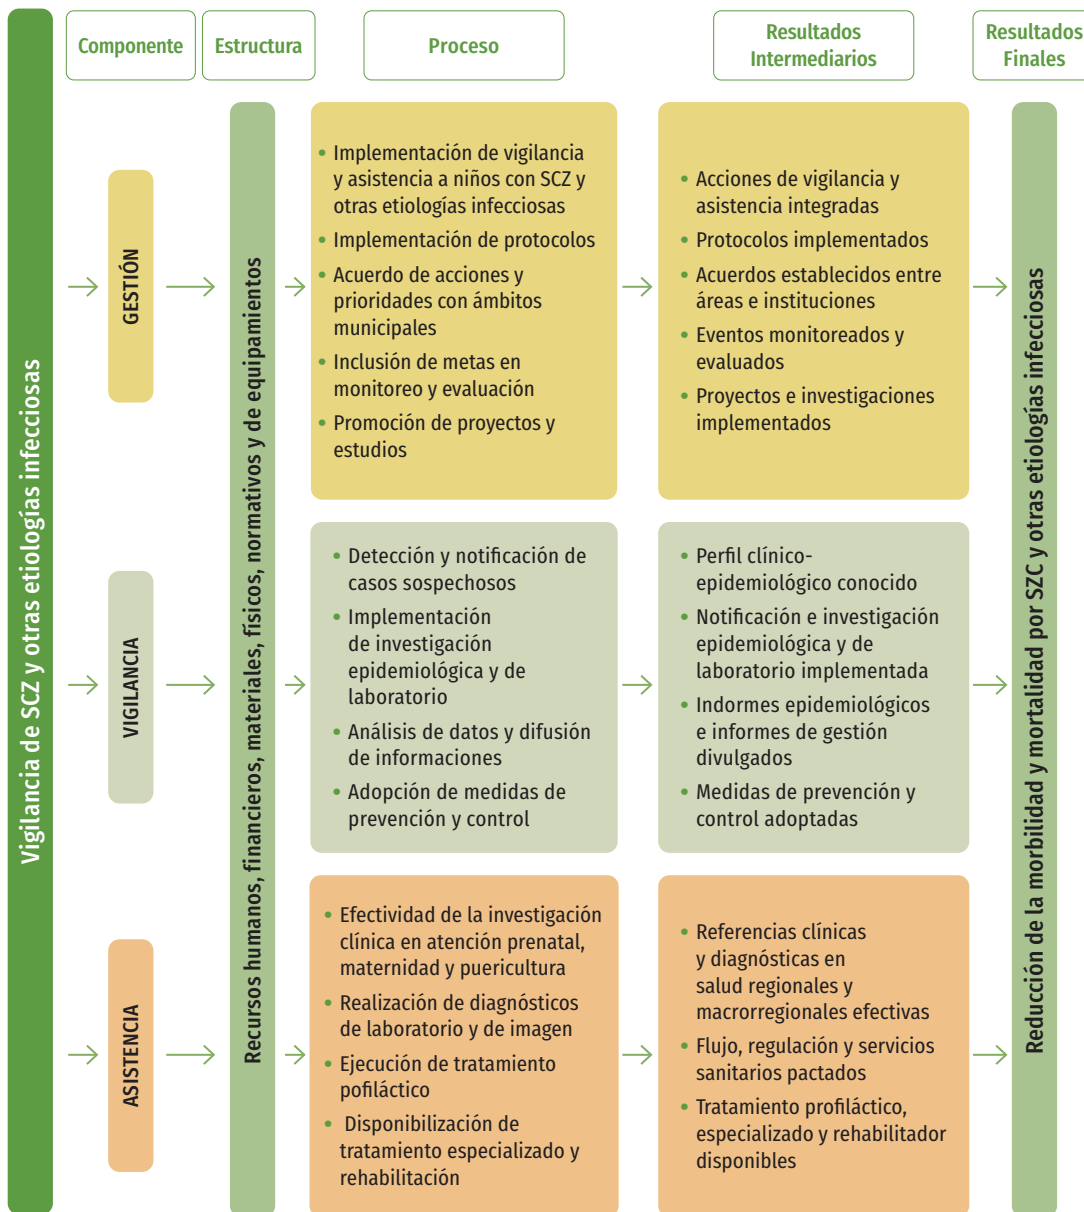 Componente
Estructura
Proceso
Resultados
Intermediarios
Resultados
Finales
Vigilancia de SCZ y otras etiologías infecciosas
GESTIÓN
Recursos humanos, financieros, materiales, físicos, normativos y de equipamientos
• Implementación de vigilancia
y asistencia a niños con SCZ y
otras etiologías infecciosas
• Implementación de protocolos
• Acuerdo de acciones y
prioridades con ámbitos
municipales
• Inclusión de metas en
monitoreo y evaluación
• Promoción de proyectos y
estudios
• Acciones de vigilancia y
asistencia integradas
• Protocolos implementados
• Acuerdos establecidos entre
áreas e instituciones
• Eventos monitoreados y
evaluados
• Proyectos e investigaciones
implementados
Reducción de la morbilidad y mortalidad por SZC y otras etiologías infecciosas
VIGILANCIA
• Detección y notificación de
casos sospechosos
• Implementación
de investigación
epidemiológica y de
laboratorio
• Análisis de datos y difusión
de informaciones
• Adopción de medidas de
prevención y control
• Perfil clínico-
epidemiológico conocido
• Notificación e investigación
epidemiológica y de
laboratorio implementada
• Indormes epidemiológicos
e informes de gestión
divulgados
• Medidas de prevención y
control adoptadas
ASISTENCIA
• Efectividad de la investigación
clínica en atención prenatal,
maternidad y puericultura
• Realización de diagnósticos
de laboratorio y de imagen
• Ejecución de tratamiento
pofiláctico
• Disponibilización de
tratamiento especializado y
rehabilitación
• Referencias clínicas
y diagnósticas en
salud regionales y
macrorregionales efectivas
• Flujo, regulación y servicios
sanitarios pactados
• Tratamiento profiláctico,
especializado y rehabilitador
disponibles